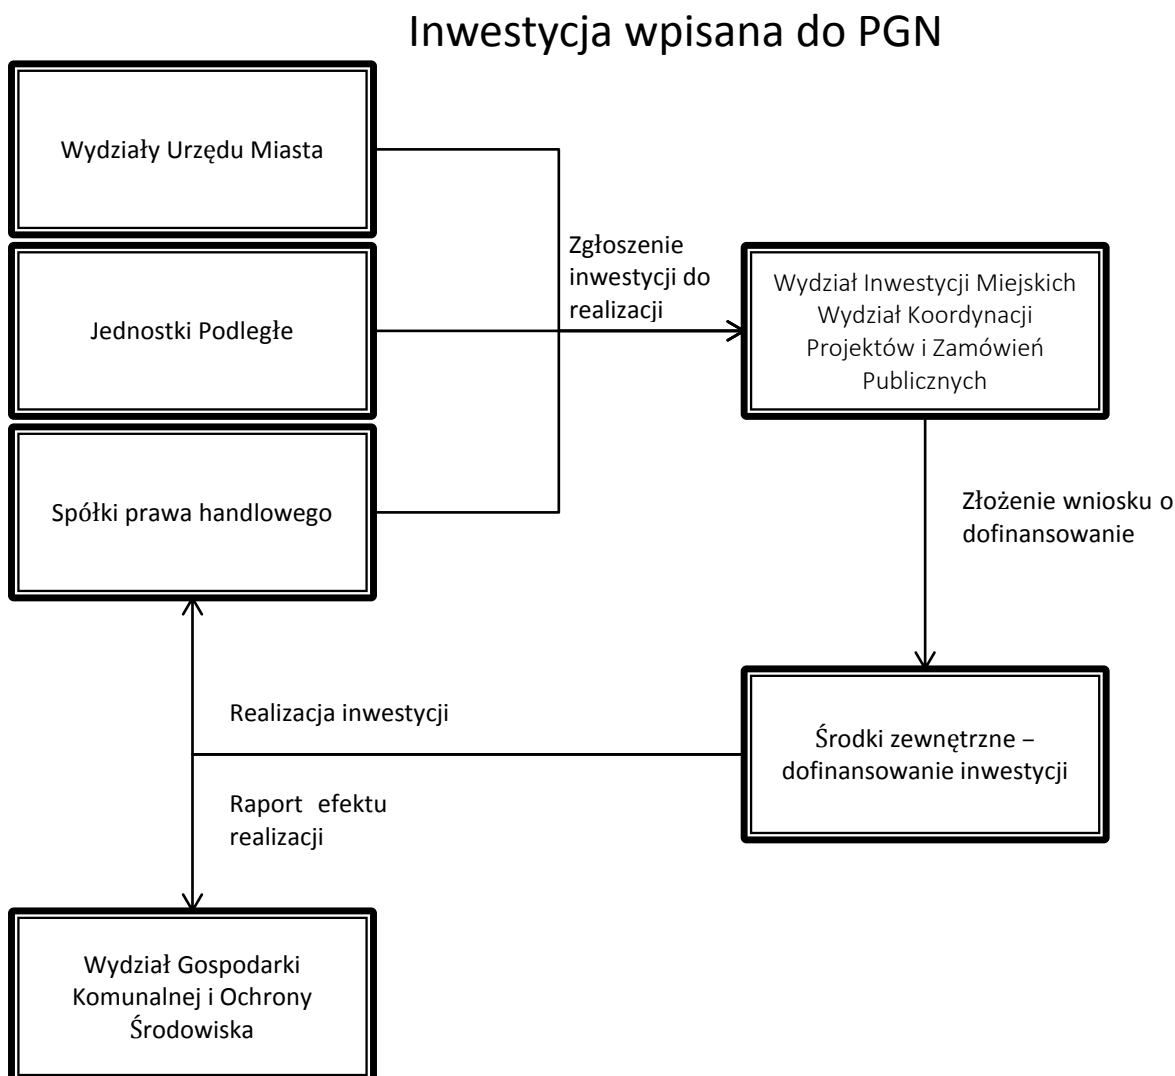 Inwestycja wpisana do PGN
Wydziały Urzędu Miasta
Jednostki Podległe
Spółki prawa handlowego
Zgłoszenie
inwestycji do
realizacji
Wydział Inwestycji Miejskich
Wydział Koordynacji
Projektów i Zamówień
Publicznych
Złożenie wniosku o
dofinansowanie
Środki zewnętrzne –
dofinansowanie inwestycji
Realizacja inwestycji
Raport efektu
realizacji
Wydział Gospodarki
Komunalnej i Ochrony
Środowiska